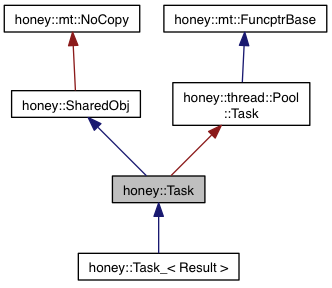 honey::mt::NoCopy
honey::mt::FuncptrBase
honey::SharedObj
honey::thread::Pool
::Task
honey::Task
honey::Task_< Result >